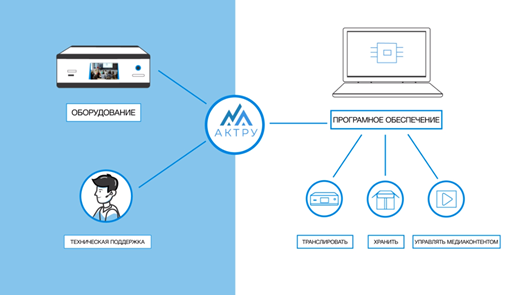 ОБОРУДОВАНИЕ
АКТРУ
ПРОГРАМНОЕ ОБЕСПЕЧЕНИЕ
ТЕХНИЧЕСКАЯ ПОДДЕРЖКА
ТРАНСЛИРОВАТЬ
ХРАНИТЬ
УПРАВЛЯТЬ МЕДИАКОНТЕНТОМ